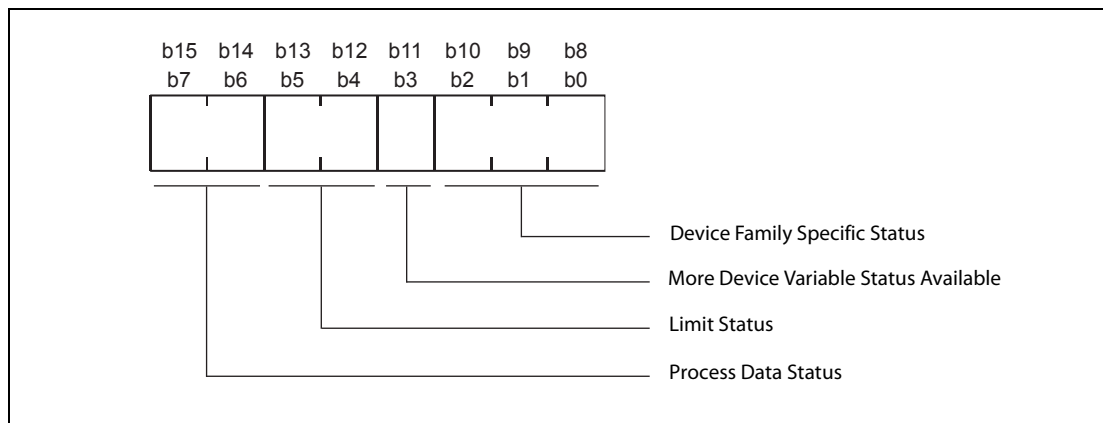 b15 b14 b13 b12 b11 b10 b9 b8
b7 b6 b5 b4 b3 b2 b1 b0
Device Family Specific Status
More Device Variable Status Available
Limit Status
Process Data Status